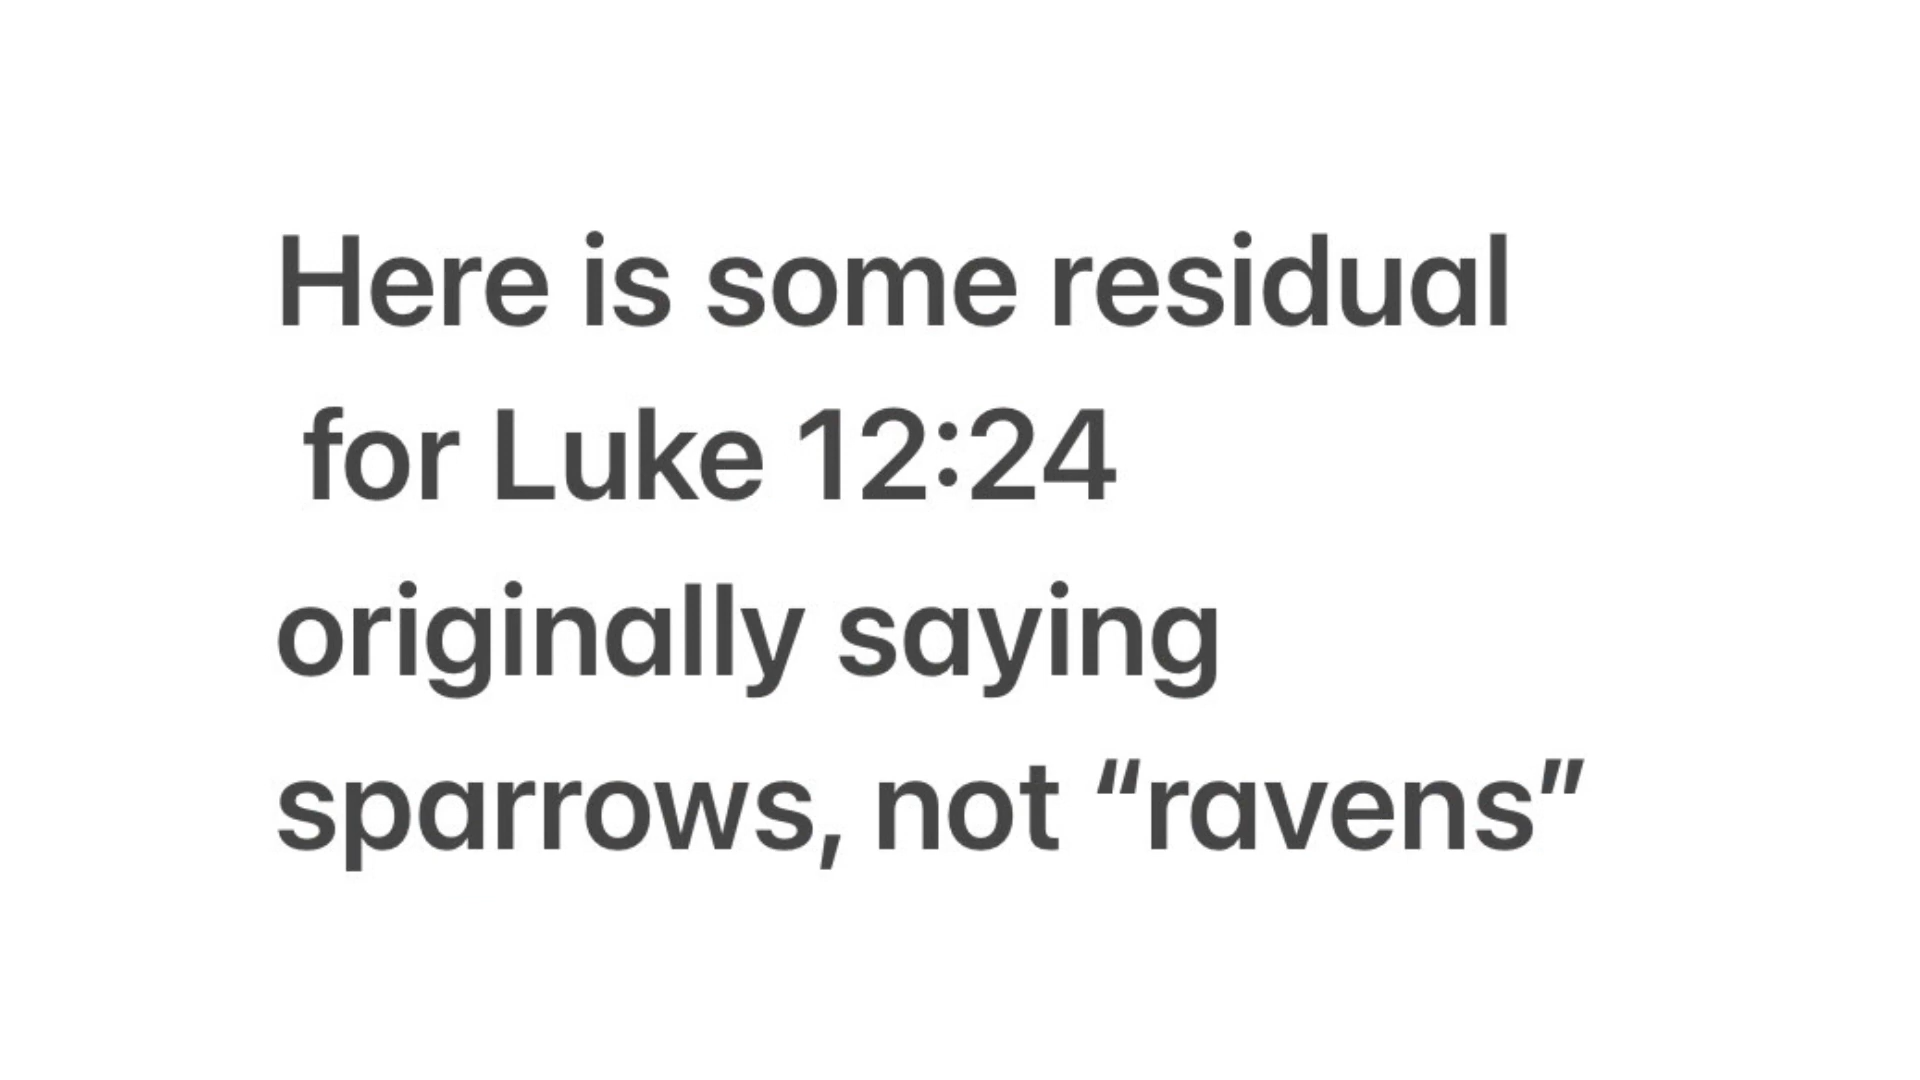 Here is some residual
for Luke 12:24
originally saying
sparrows, not “ravens”